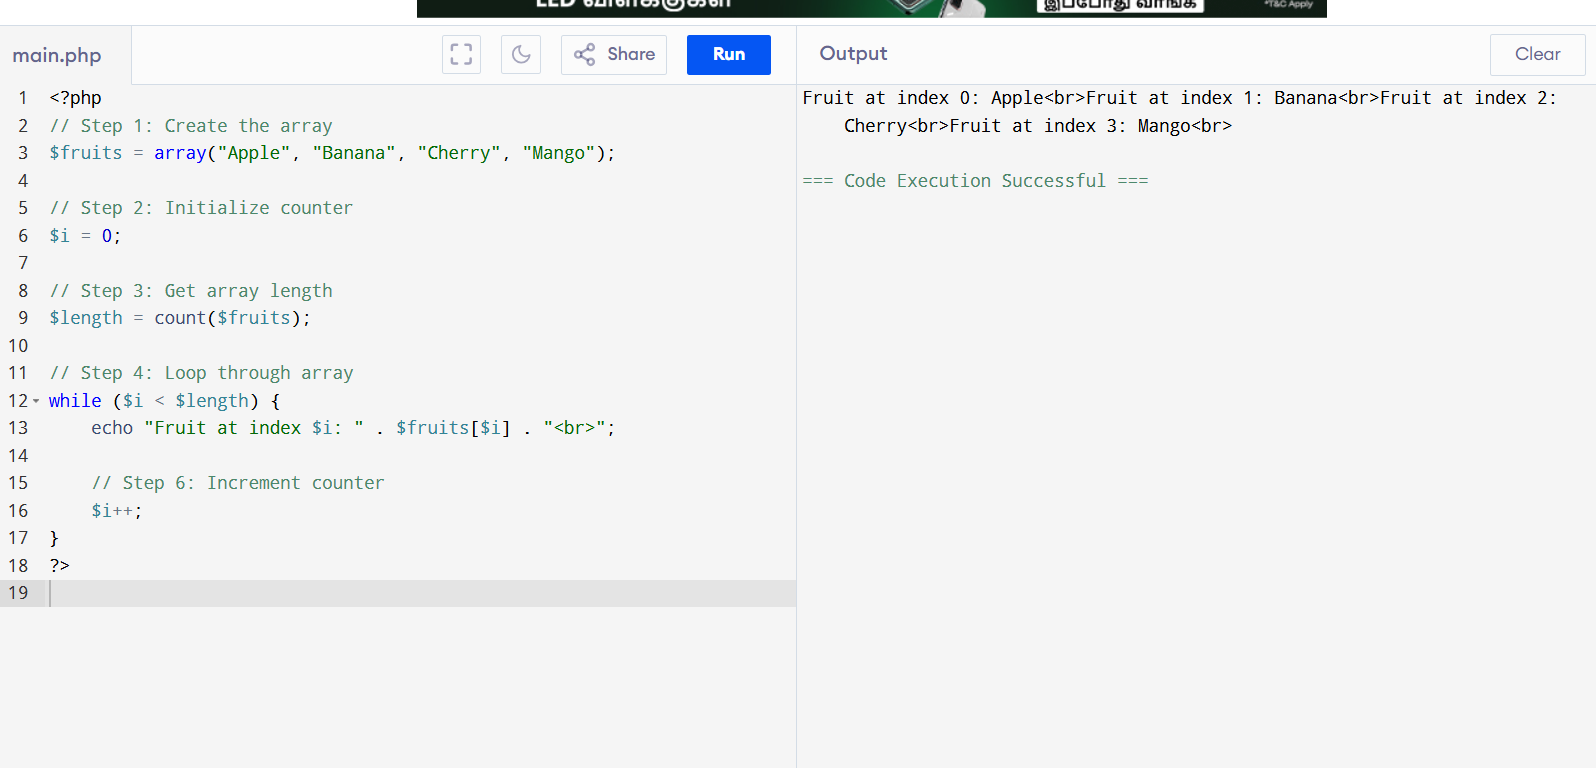 *T&C Apply
main.php
Share
Run
Output
Clear
1 <?php
2 // Step 1: Create the array
3 $fruits = array("Apple", "Banana", "Cherry", "Mango");
4
5 // Step 2: Initialize counter
6 $i = 0;
7
8 // Step 3: Get array length
9 $length = count($fruits);
10
11 // Step 4: Loop through array
12 while ($i < $length) {
13     echo "Fruit at index $i: " . $fruits[$i] . "<br>";
14
15     // Step 6: Increment counter
16     $i++;
17 }
18 ?>
19
Fruit at index 0: Apple<br>Fruit at index 1: Banana<br>Fruit at index 2:
    Cherry<br>Fruit at index 3: Mango<br>

=== Code Execution Successful ===